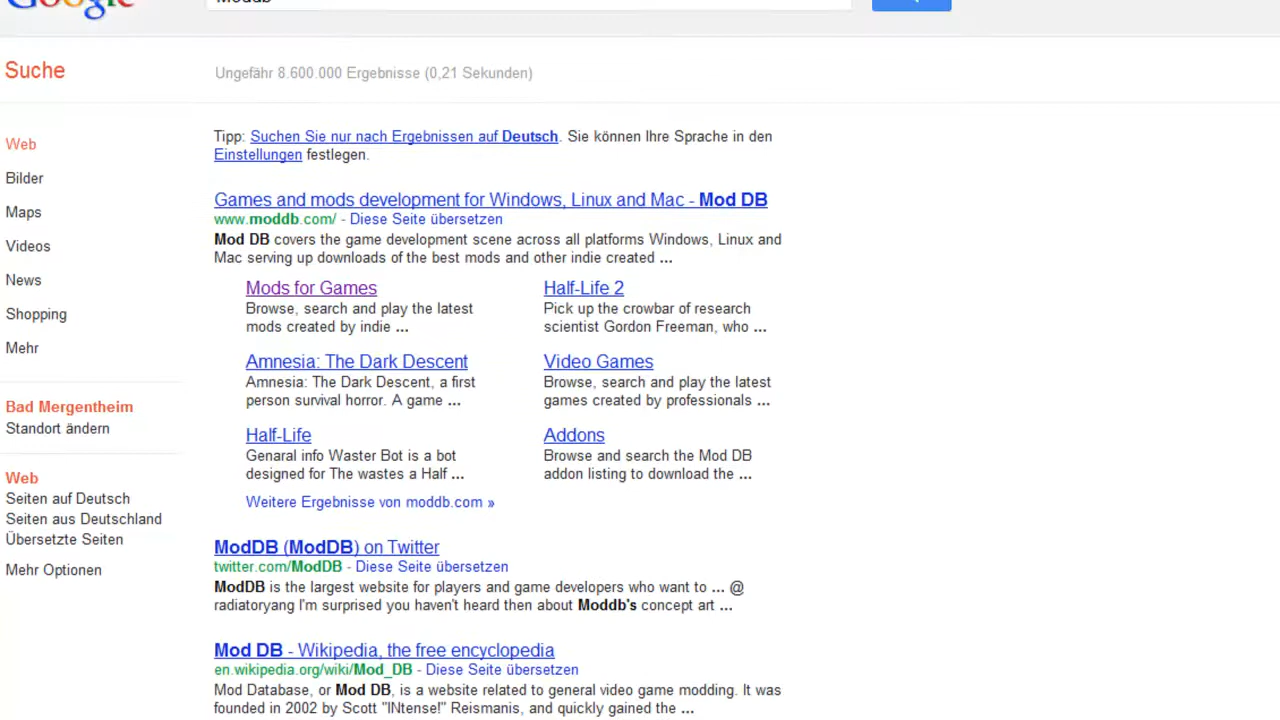 Google
Moddb
Suche
Ungefähr 8.600.000 Ergebnisse (0,21 Sekunden)
Web
Bilder
Maps
Videos
News
Shopping
Mehr
Bad Mergentheim
Standort ändern
Web
Seiten auf Deutsch
Seiten aus Deutschland
Übersetzte Seiten
Mehr Optionen
Tipp: Suchen Sie nur nach Ergebnissen auf Deutsch. Sie können Ihre Sprache in den
Einstellungen festlegen.
Games and mods development for Windows, Linux and Mac - Mod DB
www.moddb.com/ - Diese Seite übersetzen
Mod DB covers the game development scene across all platforms Windows, Linux and
Mac serving up downloads of the best mods and other indie created ...
Mods for Games
Browse, search and play the latest
mods created by indie ...
Half-Life 2
Pick up the crowbar of research
scientist Gordon Freeman, who ...
Amnesia: The Dark Descent
Amnesia: The Dark Descent, a first
person survival horror. A game ...
Video Games
Browse, search and play the latest
games created by professionals ...
Half-Life
Genaral info Waster Bot is a bot
designed for The wastes a Half ...
Addons
Browse and search the Mod DB
addon listing to download the ...
Weitere Ergebnisse von moddb.com »
ModDB (ModDB) on Twitter
twitter.com/ModDB - Diese Seite übersetzen
ModDB is the largest website for players and game developers who want to ... @
radiatoryang I'm surprised you haven't heard then about Moddb's concept art ...
Mod DB - Wikipedia, the free encyclopedia
en.wikipedia.org/wiki/Mod_DB - Diese Seite übersetzen
Mod Database, or Mod DB, is a website related to general video game modding. It was
founded in 2002 by Scott "INtense!" Reismanis, and quickly gained the ...